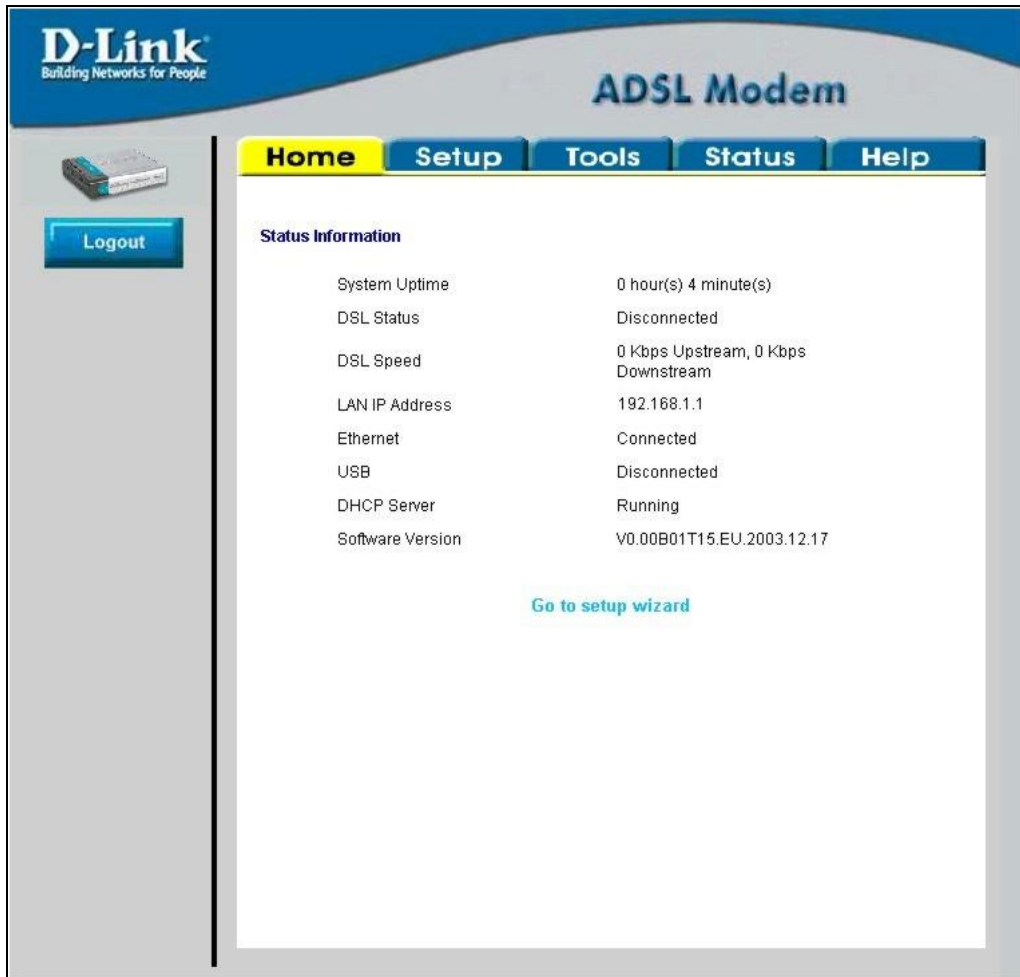 D-Link
Building Networks for People
ADSL Modem
Home Setup Tools Status Help
Logout
Status Information
System Uptime 0 hour(s) 4 minute(s)
DSL Status Disconnected
DSL Speed 0 Kbps Upstream, 0 Kbps
Downstream
LAN IP Address 192.168.1.1
Ethernet Connected
USB Disconnected
DHCP Server Running
Software Version V0.00B01T15.EU.2003.12.17
Go to setup wizard